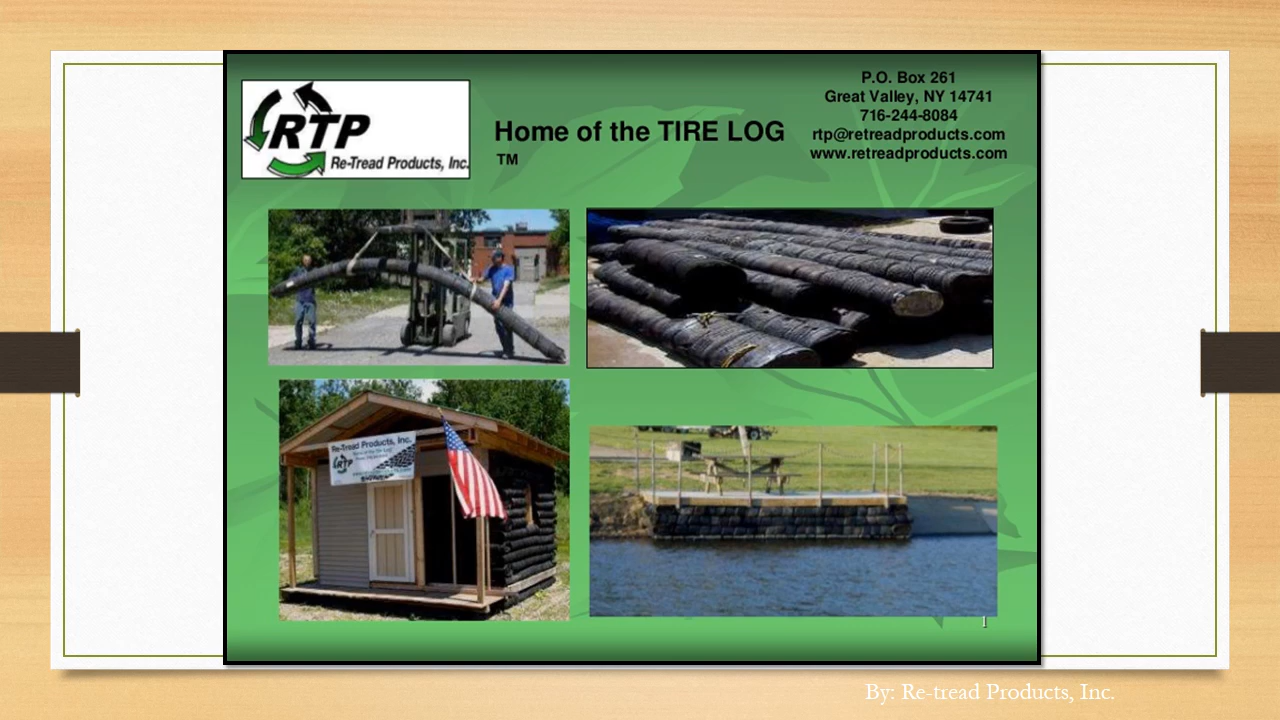 RTP
Re-Tread Products, Inc.
Home of the TIRE LOG
TM
P.O. Box 261
Great Valley, NY 14741
716-244-8084
rtp@retreadproducts.com
www.retreadproducts.com
Re-Tread Products, Inc.
RTP
1
By: Re-tread Products, Inc.